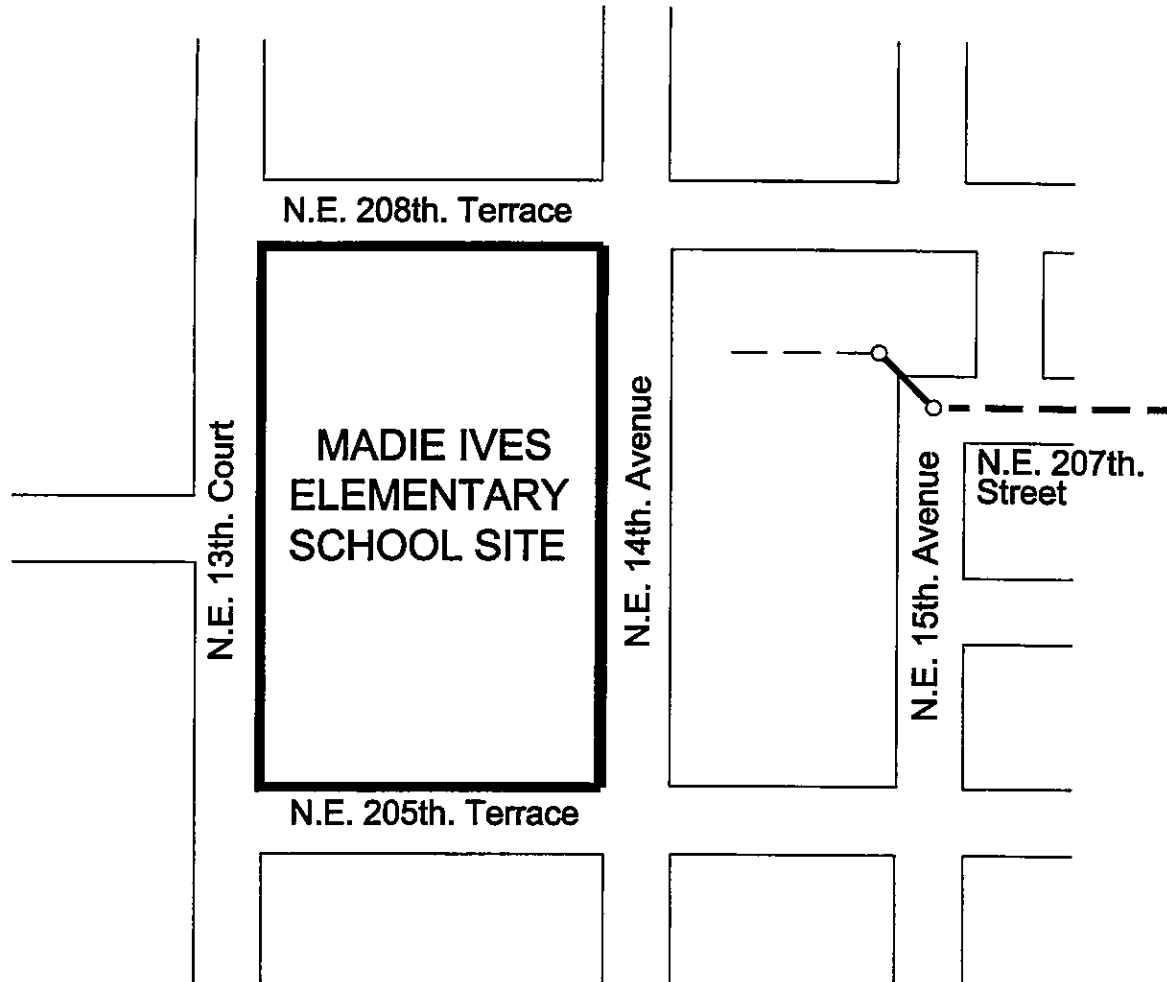 N.E. 208th. Terrace
N.E. 13th. Court
MADIE IVES
ELEMENTARY
SCHOOL SITE
N.E. 14th. Avenue
N.E. 15th. Avenue
N.E. 207th.
Street
N.E. 205th. Terrace